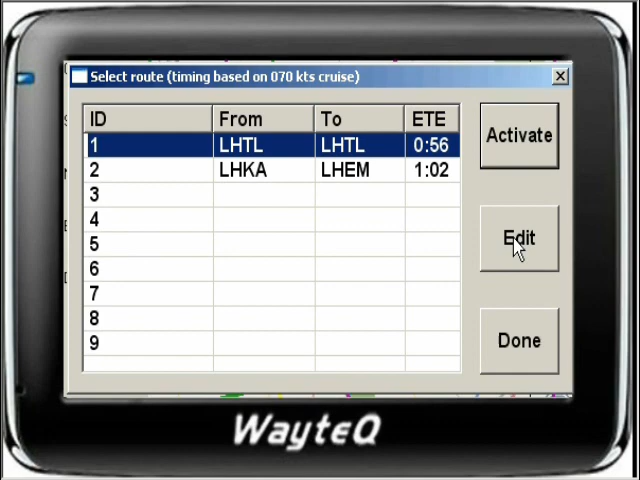 Select route (timing based on 070 kts cruise)
ID From To ETE
1 LHTL LHTL 0:56
2 LHKA LHEM 1:02
3
4
5
6
7
8
9
Activate
Edit
Done
WayteQ